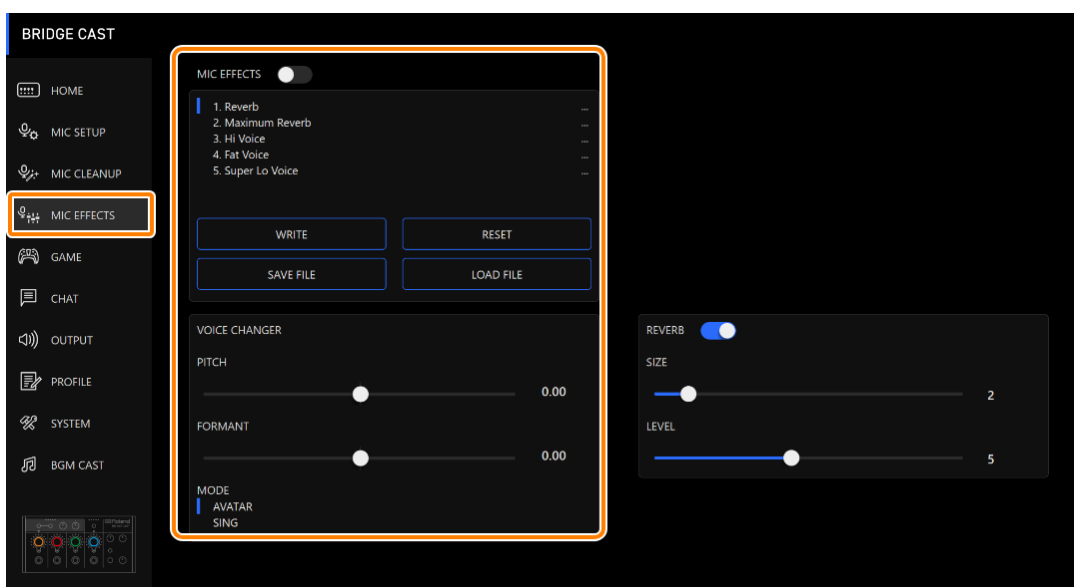 BRIDGE CAST
HOME
MIC SETUP
MIC CLEANUP
MIC EFFECTS
GAME
CHAT
OUTPUT
PROFILE
SYSTEM
BGM CAST
Roland
MIC EFFECTS
1. Reverb ...
2. Maximum Reverb ...
3. Hi Voice ...
4. Fat Voice ...
5. Super Lo Voice ...
WRITE RESET
SAVE FILE LOAD FILE
VOICE CHANGER
PITCH
0.00
FORMANT
0.00
MODE
AVATAR
SING
REVERB
SIZE
2
LEVEL
5